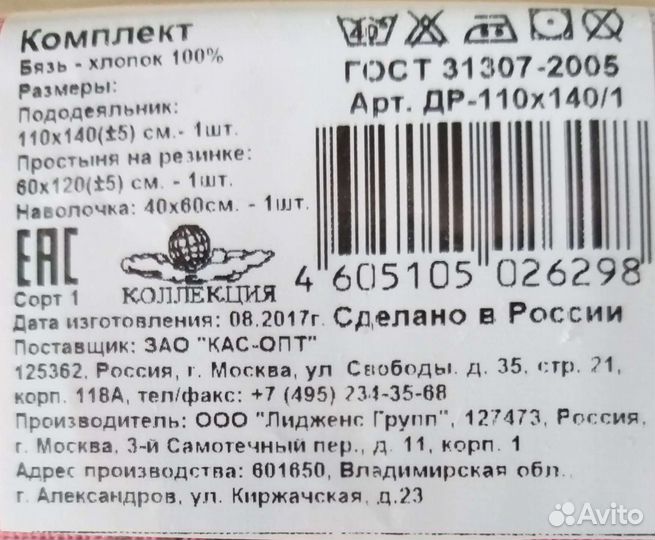 Комплект
Бязь - хлопок 100%
Размеры:
Пододеяльник:
110х140(±5) см.- 1шт.
Простыня на резинке:
60х120(±5) см. - 1шт.
Наволочка: 40х60см. - 1шт.
40°
ГОСТ 31307-2005
Арт. ДР-110х140/1
4 605105 026298
ЕАС
Сорт 1
КОЛЛЕКЦИЯ
Дата изготовления: 08.2017г. Сделано в России
Поставщик: ЗАО "КАС-ОПТ"
125362, Россия, г. Москва, ул Свободы. д. 35, стр. 21,
корп. 118А, тел/факс: +7 (495) 234-35-68
Производитель: ООО "Лидженс Групп", 127473, Россия,
г. Москва, 3-й Самотечный пер., д. 11, корп. 1
Адрес производства: 601650, Владимирская обл.,
г. Александров, ул. Киржачская, д.23
Avito